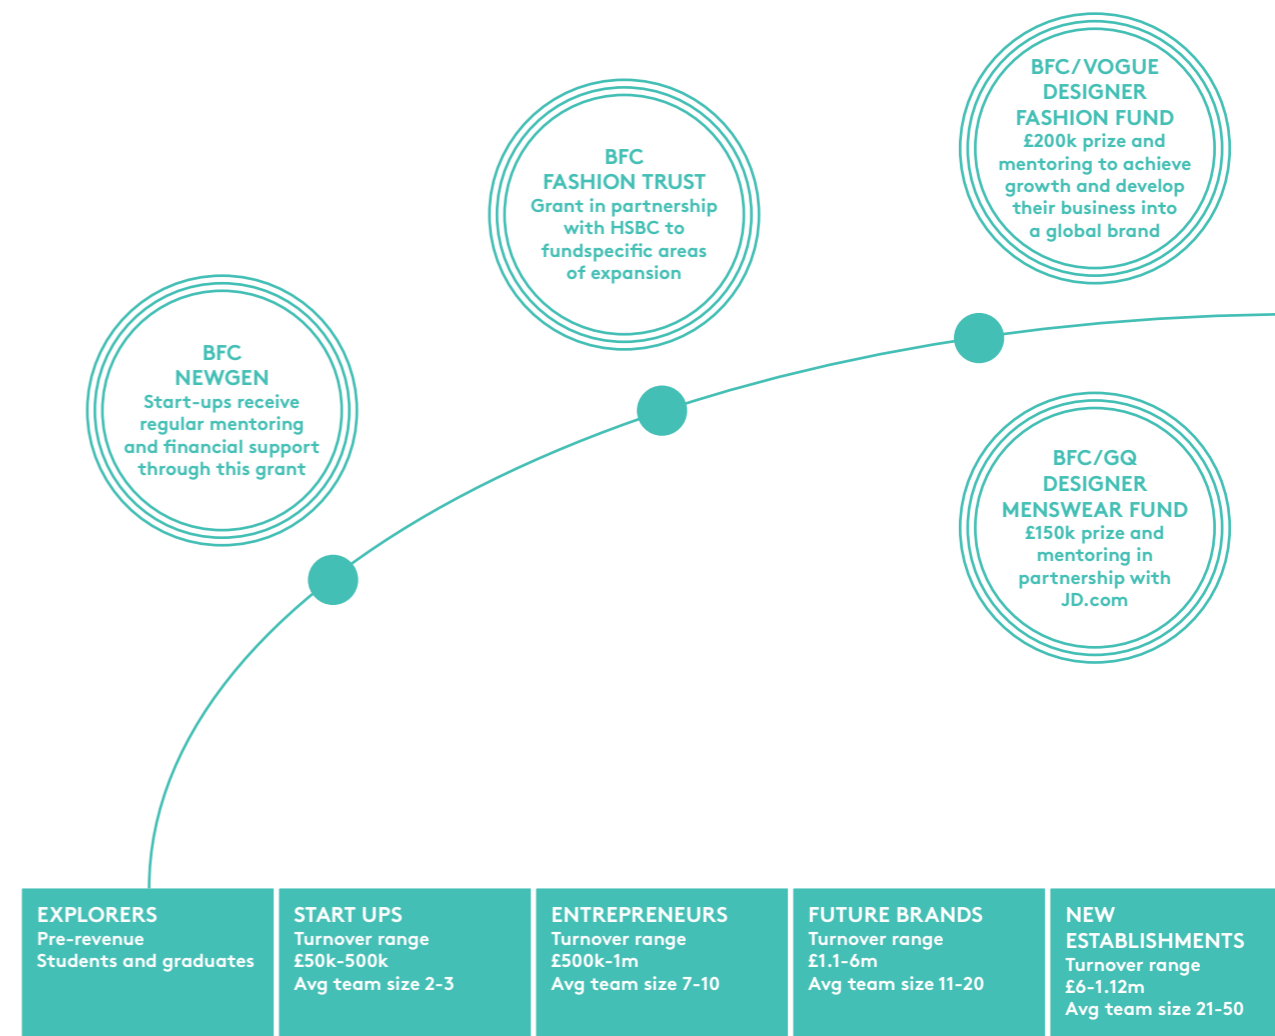 BFC/VOGUE
DESIGNER
FASHION FUND
£200k prize and
mentoring to achieve
growth and develop
their business into
a global brand
BFC
FASHION TRUST
Grant in partnership
with HSBC to
fundspecific areas
of expansion
BFC
NEWGEN
Start-ups receive
regular mentoring
and financial support
through this grant
BFC/GQ
DESIGNER
MENSWEAR FUND
£150k prize and
mentoring in
partnership with
JD.com
EXPLORERS
Pre-revenue
Students and graduates
START UPS
Turnover range
£50k-500k
Avg team size 2-3
ENTREPRENEURS
Turnover range
£500k-1m
Avg team size 7-10
FUTURE BRANDS
Turnover range
£1.1-6m
Avg team size 11-20
NEW
ESTABLISHMENTS
Turnover range
£6-1.12m
Avg team size 21-50